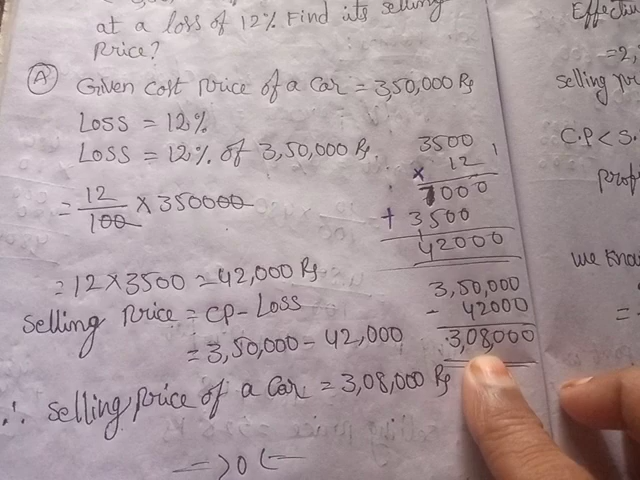 at a loss of 12%. Find its selling
Price?
A Given cost price of a car = 3,50,000 Rs
Loss = 12%
Loss = 12% of 3,50,000 Rs.
= 12/100 × 350000
3500
× 12
7000
+ 3500
42000
= 12 × 3500 = 42,000 Rs
Selling Price = CP - Loss
= 3,50,000 - 42,000
3,50,000
- 42000
3,08000
∴ Selling price of a car = 3,08,000 Rs
= 2,
selling pr
C.P < S.
prof
we know
=